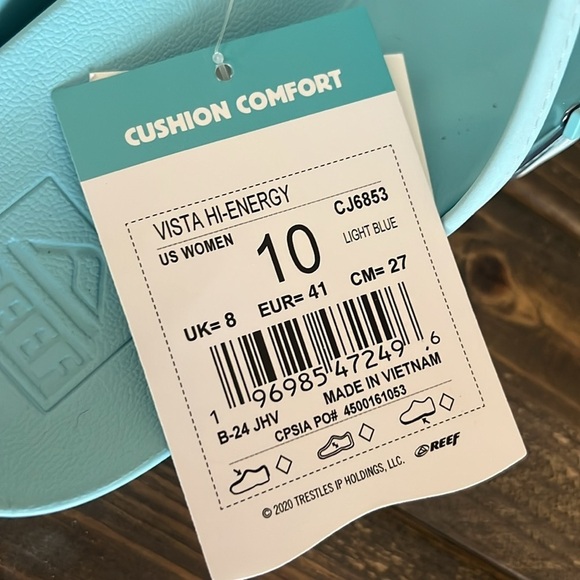 CUSHION COMFORT
VISTA HI-ENERGY CJ6853
US WOMEN 10 LIGHT BLUE
UK= 8 EUR= 41 CM= 27
1 96985 47249 6
B-24 JHV MADE IN VIETNAM
CPSIA PO# 4500161053
REEF
© 2020 TRESTLES IP HOLDINGS, LLC.
REEF